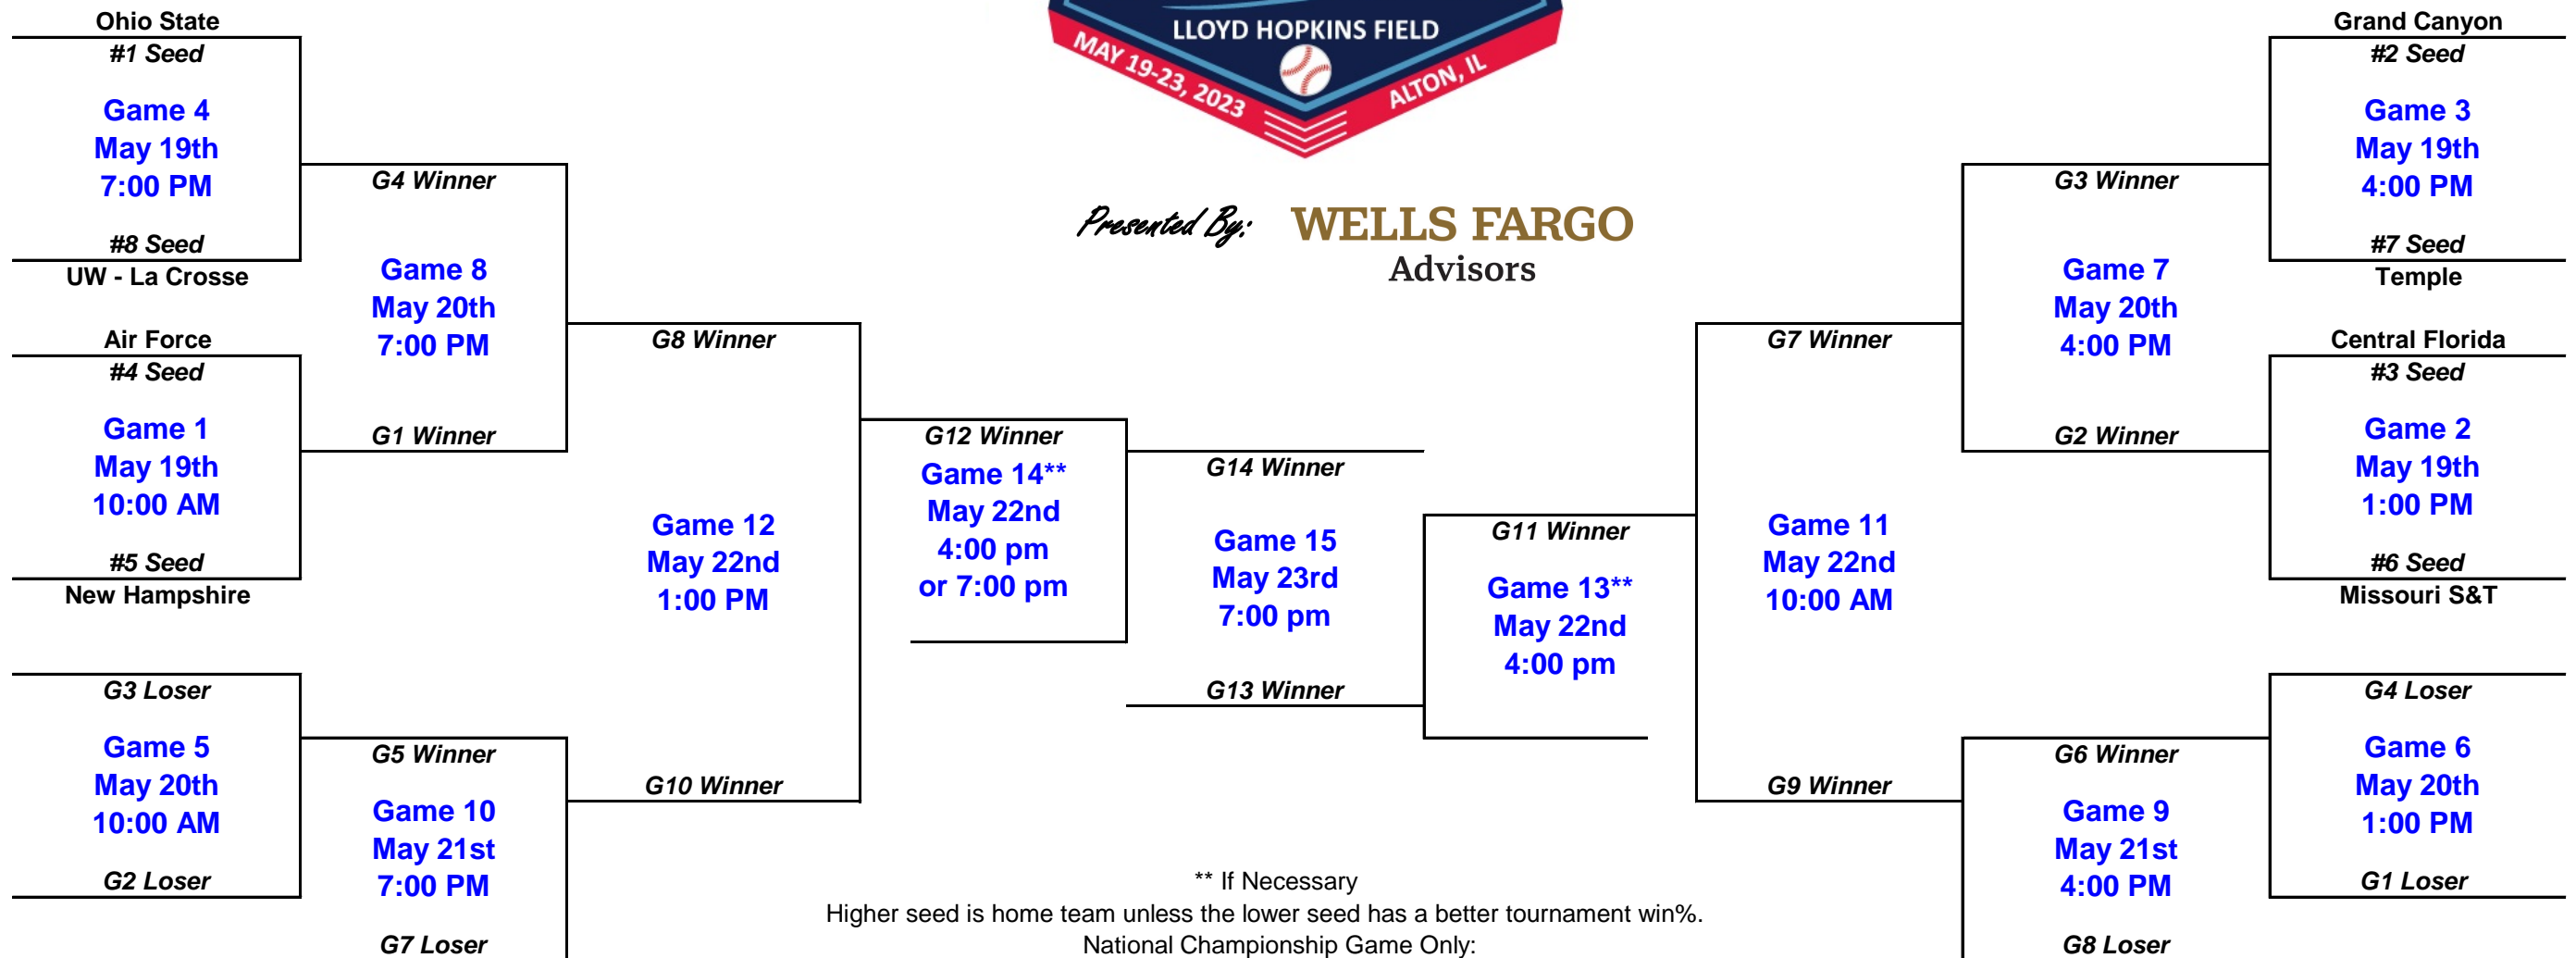 Ohio State
#1 Seed
Game 4
May 19th
7:00 PM
#8 Seed
UW - La Crosse
Air Force
#4 Seed
Game 1
May 19th
10:00 AM
#5 Seed
New Hampshire
G3 Loser
Game 5
May 20th
10:00 AM
G2 Loser
G4 Winner
Game 8
May 20th
7:00 PM
G1 Winner
G5 Winner
Game 10
May 21st
7:00 PM
G7 Loser
G8 Winner
Game 12
May 22nd
1:00 PM
G10 Winner
LLOYD HOPKINS FIELD
MAY 19-23, 2023
ALTON, IL
Presented By:
WELLS FARGO
Advisors
G12 Winner
Game 14**
May 22nd
4:00 pm
or 7:00 pm
G14 Winner
Game 15
May 23rd
7:00 pm
G13 Winner
G11 Winner
Game 13**
May 22nd
4:00 pm
** If Necessary
Higher seed is home team unless the lower seed has a better tournament win%.
National Championship Game Only:
G7 Winner
Game 11
May 22nd
10:00 AM
G9 Winner
G3 Winner
Game 7
May 20th
4:00 PM
G2 Winner
G6 Winner
Game 9
May 21st
4:00 PM
G8 Loser
Grand Canyon
#2 Seed
Game 3
May 19th
4:00 PM
#7 Seed
Temple
Central Florida
#3 Seed
Game 2
May 19th
1:00 PM
#6 Seed
Missouri S&T
G4 Loser
Game 6
May 20th
1:00 PM
G1 Loser